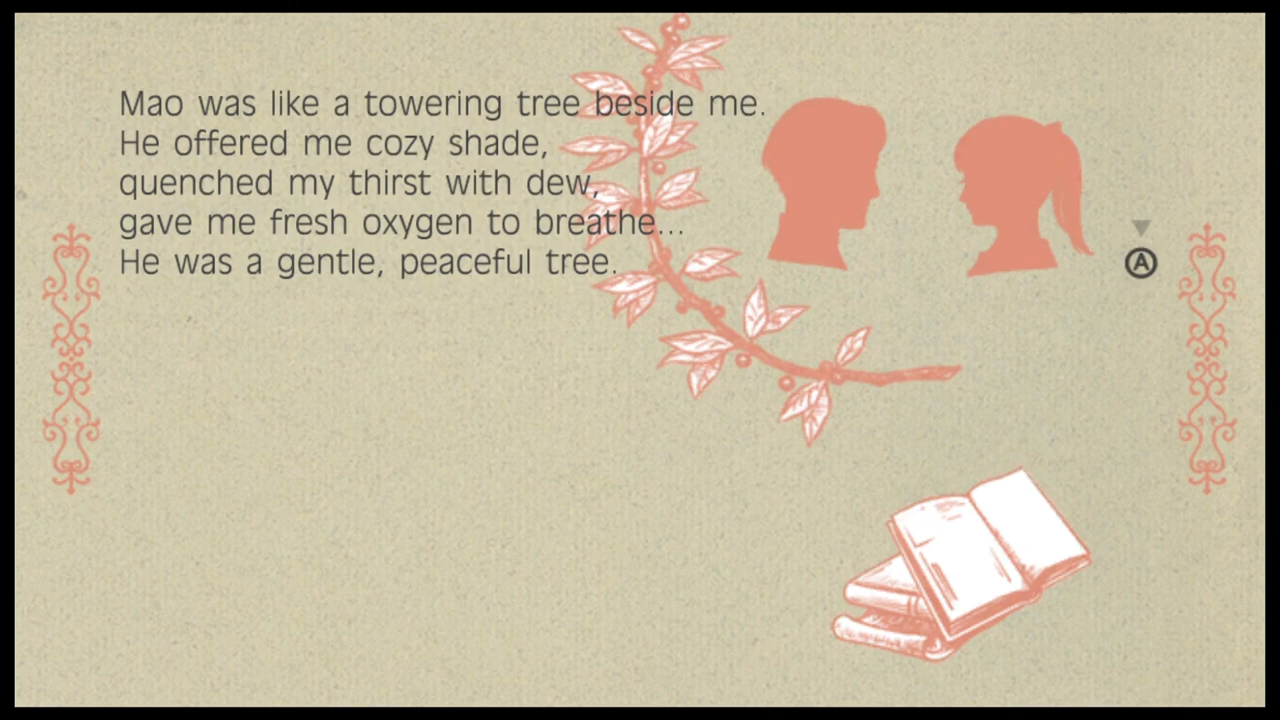 Mao was like a towering tree beside me.
He offered me cozy shade,
quenched my thirst with dew,
gave me fresh oxygen to breathe...
He was a gentle, peaceful tree.
A